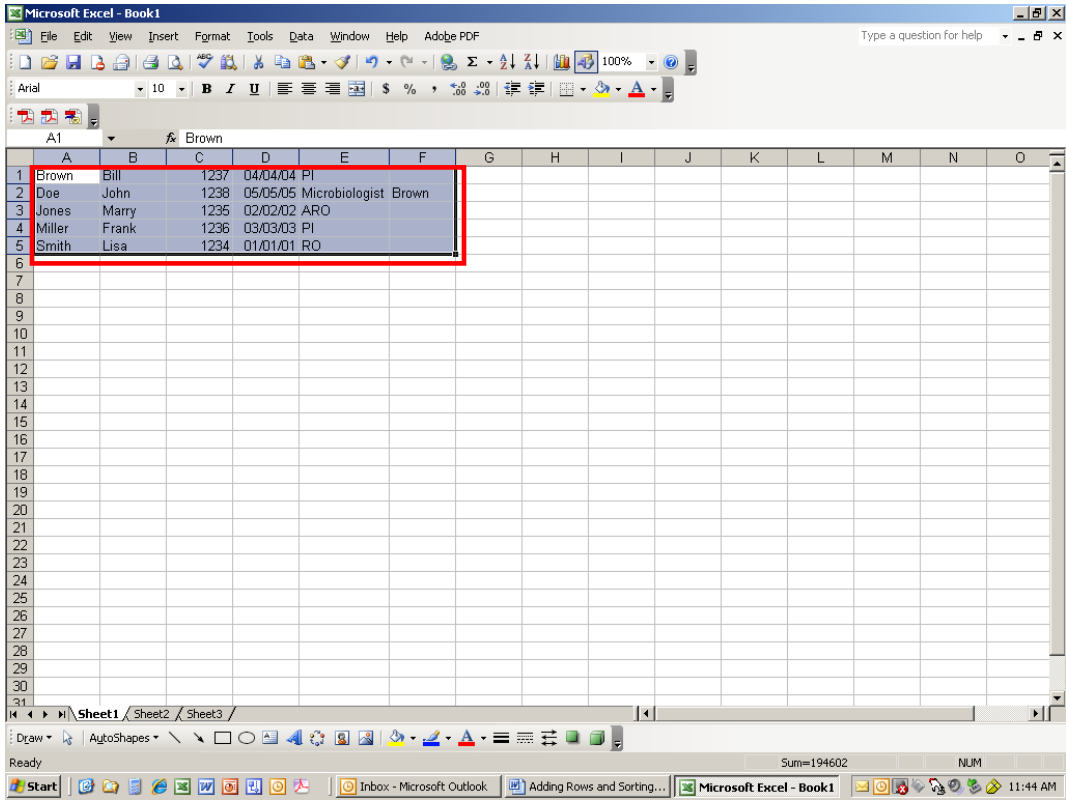 Microsoft Excel - Book1
File Edit View Insert Format Tools Data Window Help Adobe PDF Type a question for help
100%
Arial 10 B I U $ % ,
A1 fx Brown
A B C D E F G H I J K L M N O
1 Brown Bill 1237 04/04/04 PI
2 Doe John 1238 05/05/05 Microbiologist Brown
3 Jones Marry 1235 02/02/02 ARO
4 Miller Frank 1236 03/03/03 PI
5 Smith Lisa 1234 01/01/01 RO
6
7
8
9
10
11
12
13
14
15
16
17
18
19
20
21
22
23
24
25
26
27
28
29
30
31
Sheet1 Sheet2 Sheet3
Draw AutoShapes
Ready Sum=194602 NUM
Start Inbox - Microsoft Outlook Adding Rows and Sorting... Microsoft Excel - Book1 11:44 AM